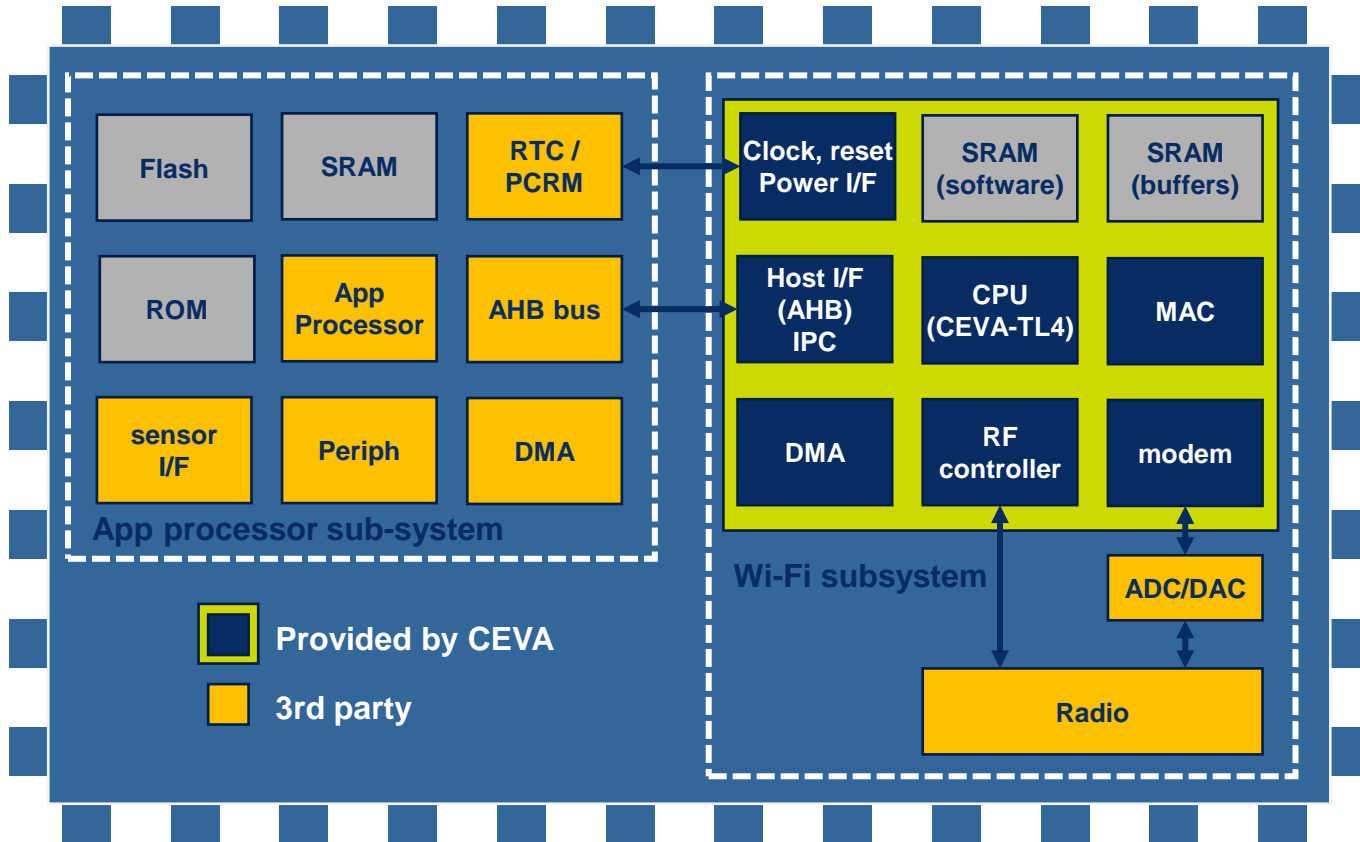 Flash
SRAM
RTC /
PCRM
ROM
App
Processor
AHB bus
sensor
I/F
Periph
DMA
App processor sub-system
Clock, reset
Power I/F
SRAM
(software)
SRAM
(buffers)
Host I/F
(AHB)
IPC
CPU
(CEVA-TL4)
MAC
DMA
RF
controller
modem
Wi-Fi subsystem
ADC/DAC
Radio
Provided by CEVA
3rd party